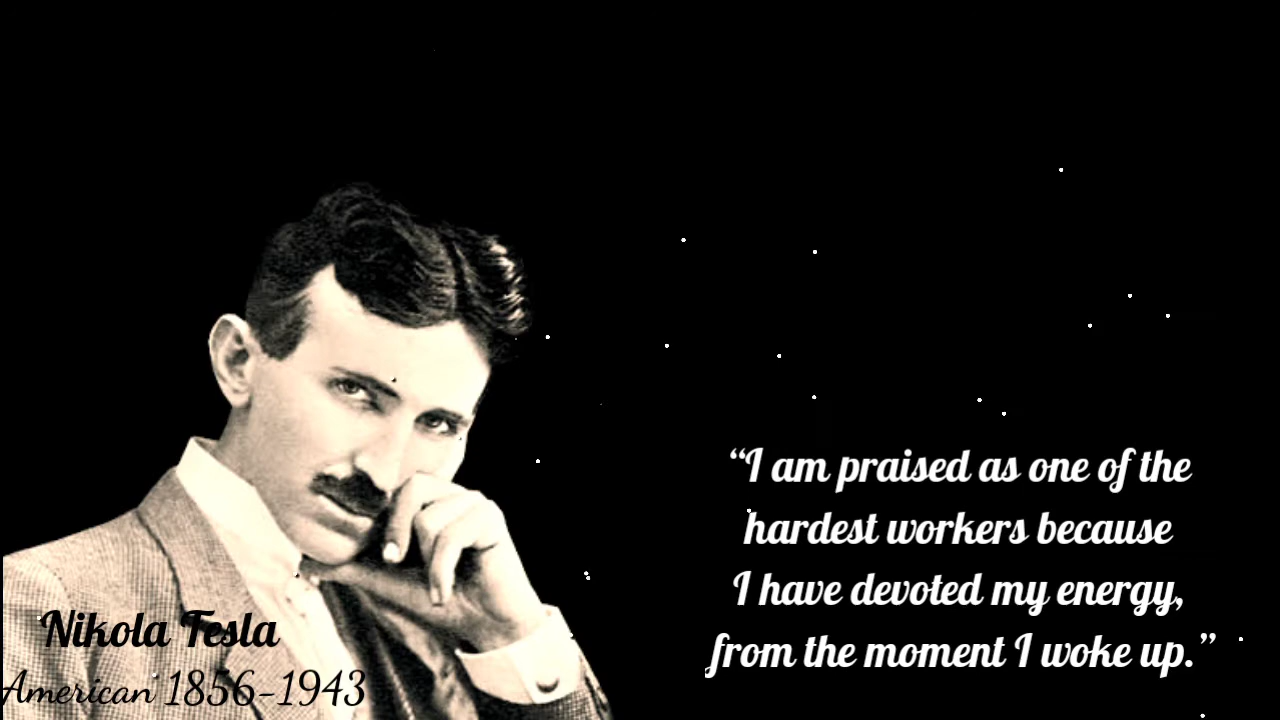 “I am praised as one of the
hardest workers because
I have devoted my energy,
from the moment I woke up.”
Nikola Tesla
American 1856-1943